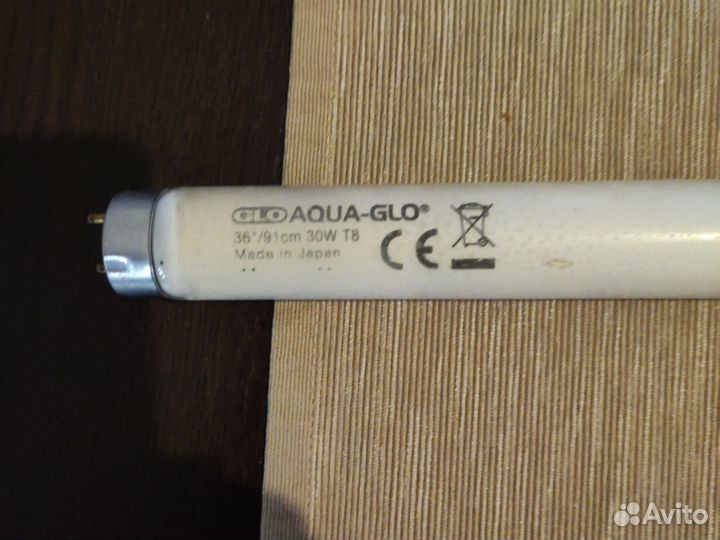 GLO AQUA-GLO®
36"/91cm 30W T8
Made in Japan
CE
Avito